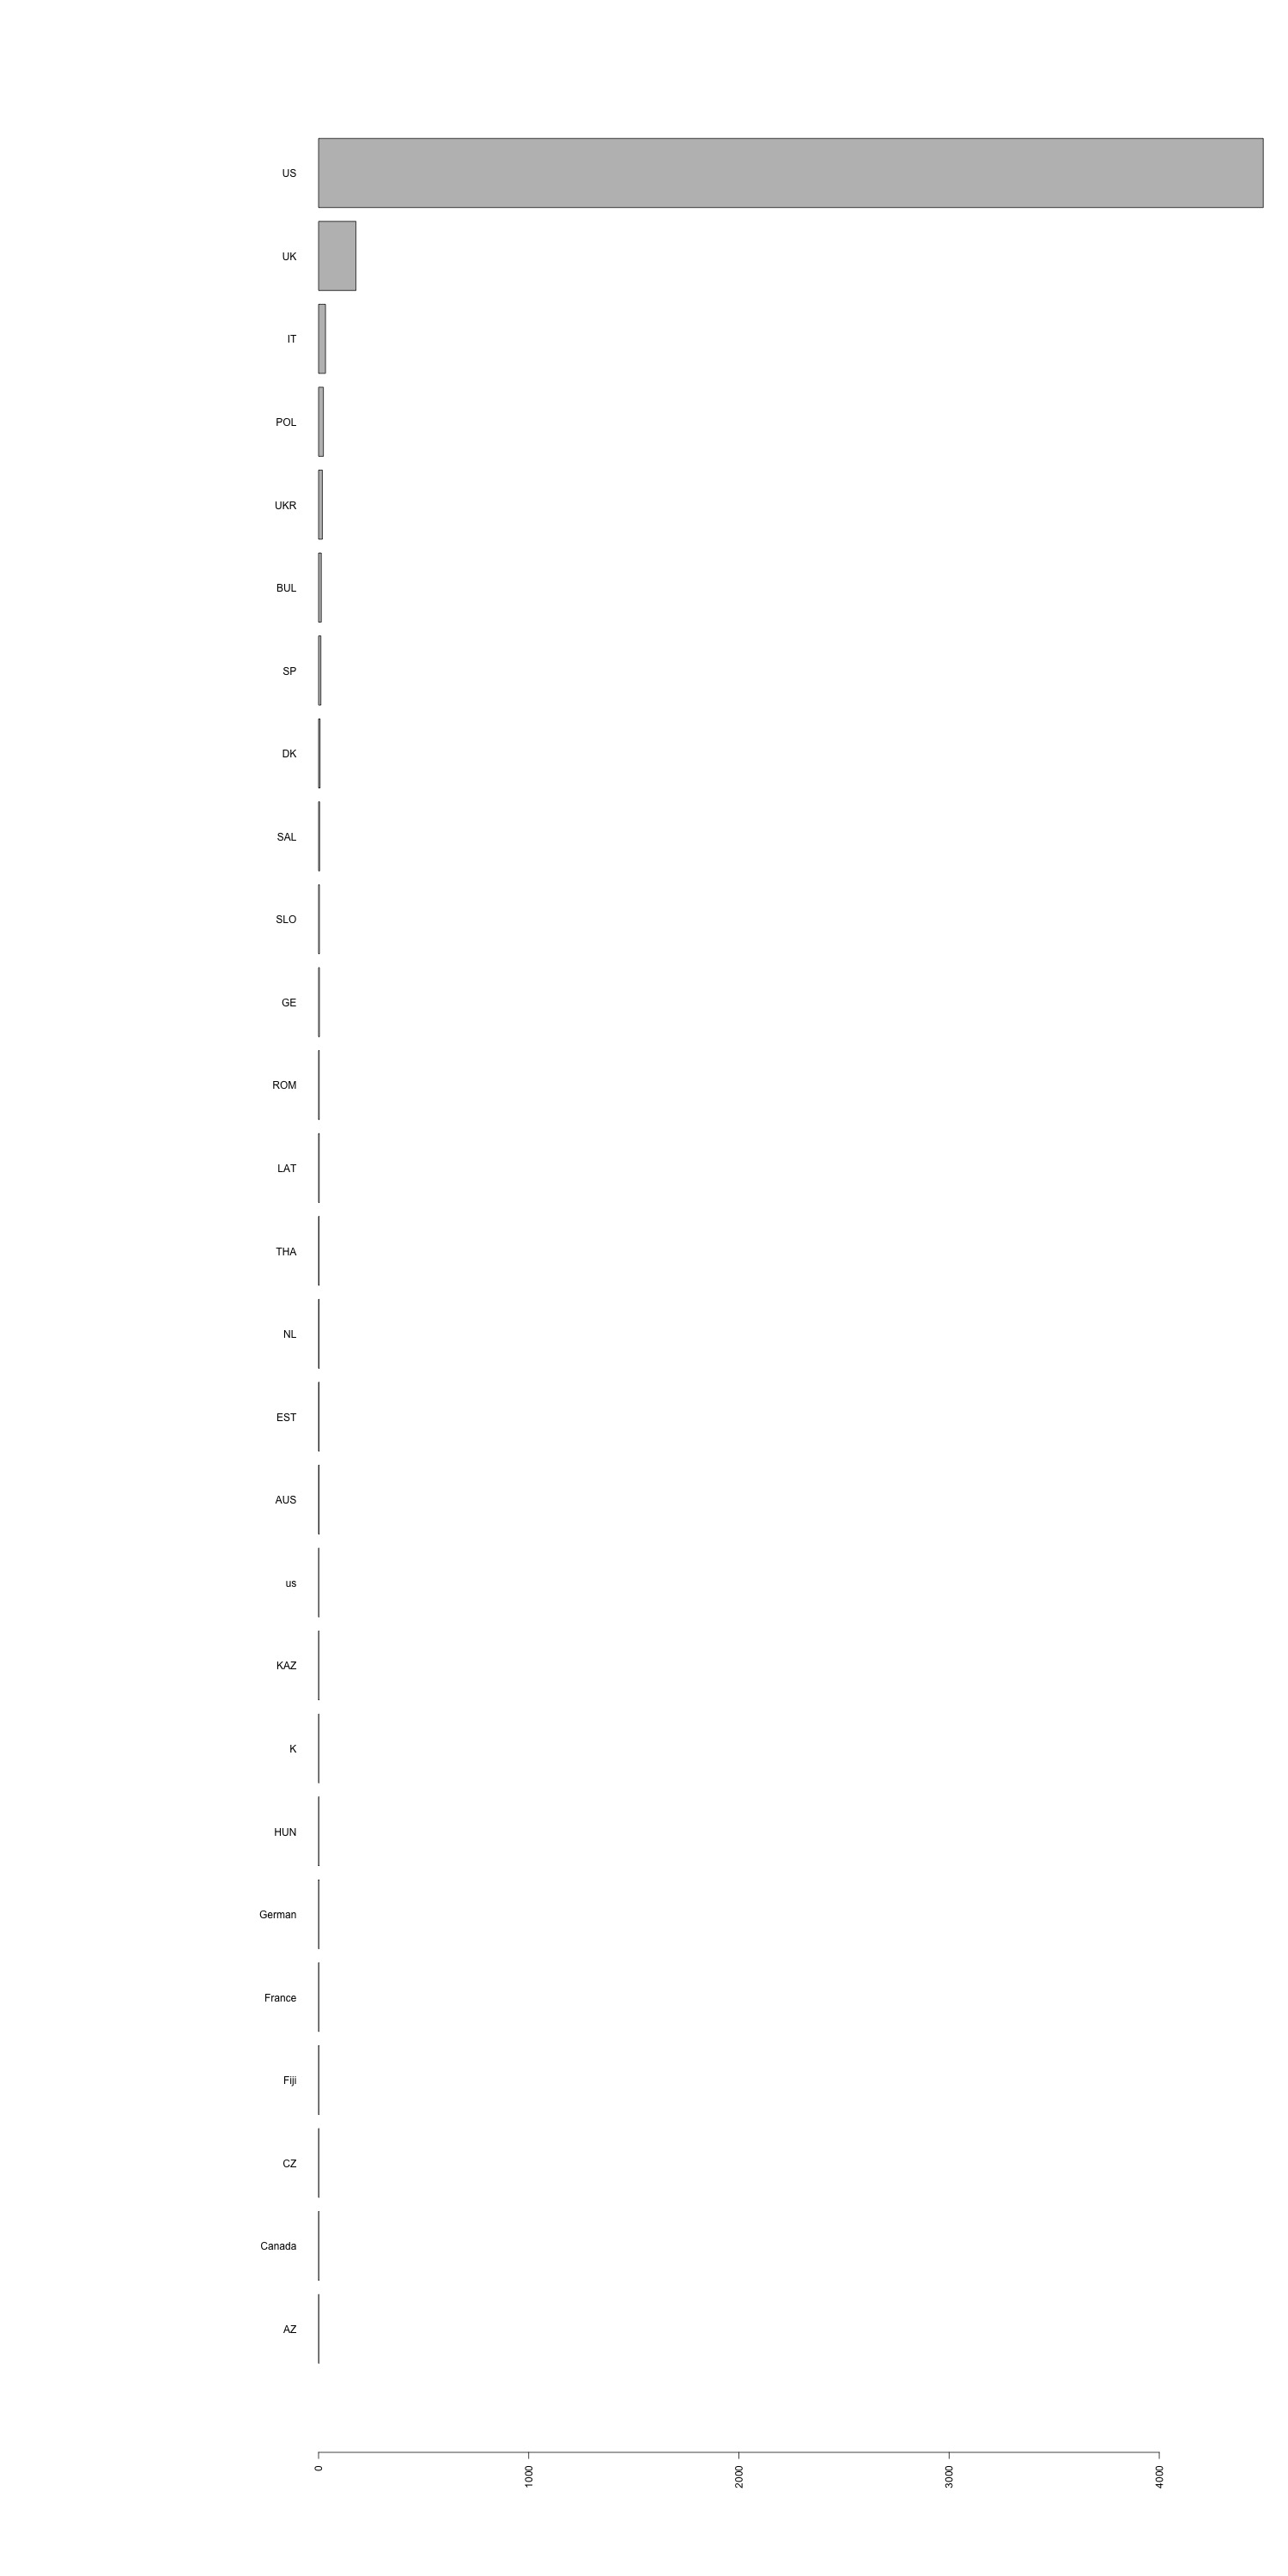 US
UK
IT
POL
UKR
BUL
SP
DK
SAL
SLO
GE
ROM
LAT
THA
NL
EST
AUS
us
KAZ
K
HUN
German
France
Fiji
CZ
Canada
AZ
0
1000
2000
3000
4000